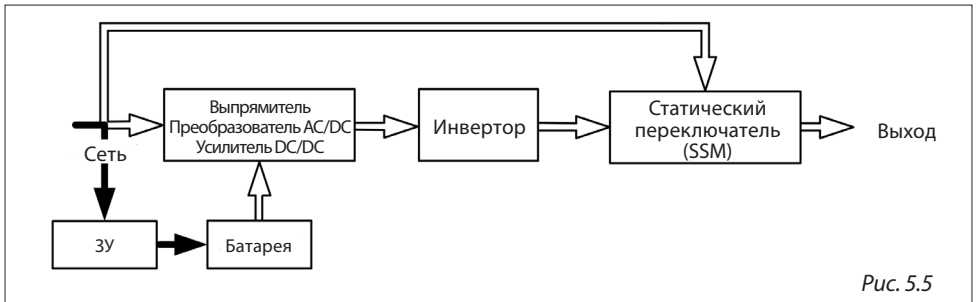 Выпрямитель
Преобразователь AC/DC
Усилитель DC/DC
Инвертор
Статический
переключатель
(SSM)
Выход
Сеть
ЗУ
Батарея
Рис. 5.5